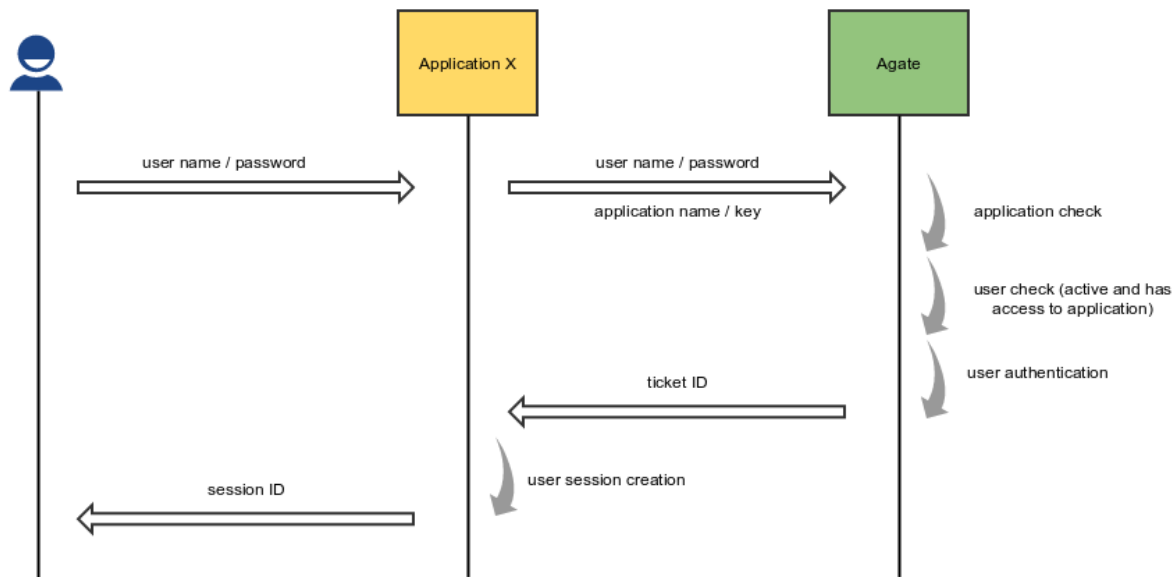 Application X
Agate
user name / password
user name / password
application name / key
application check
user check (active and has
access to application)
user authentication
ticket ID
user session creation
session ID